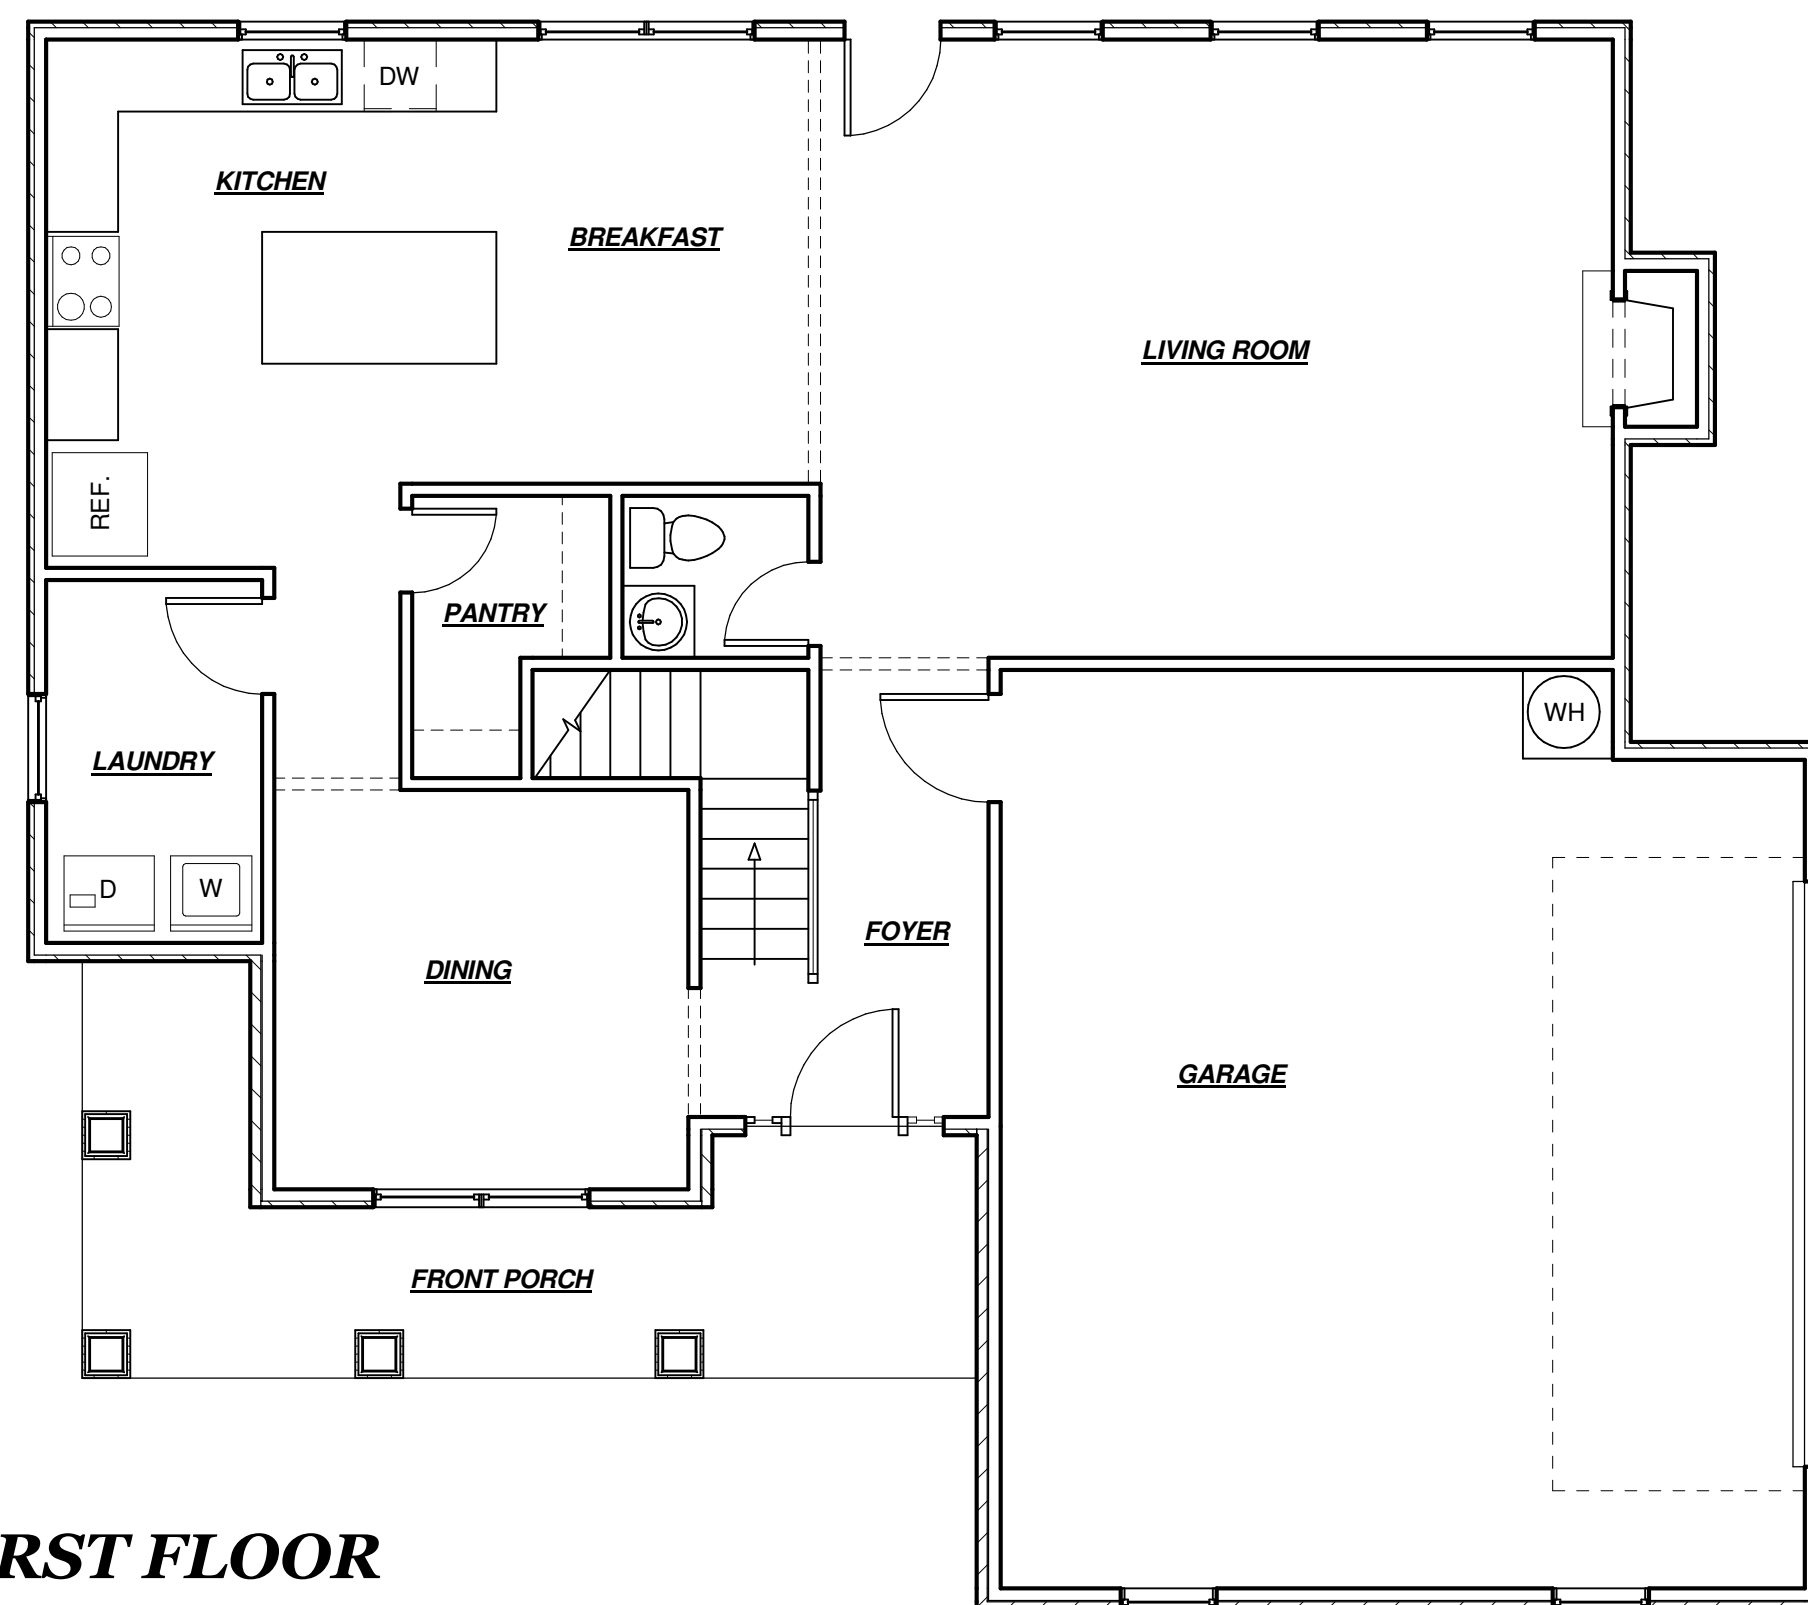 DW
KITCHEN
BREAKFAST
LIVING ROOM
REF.
PANTRY
WH
LAUNDRY
D
W
FOYER
DINING
GARAGE
FRONT PORCH
RST FLOOR